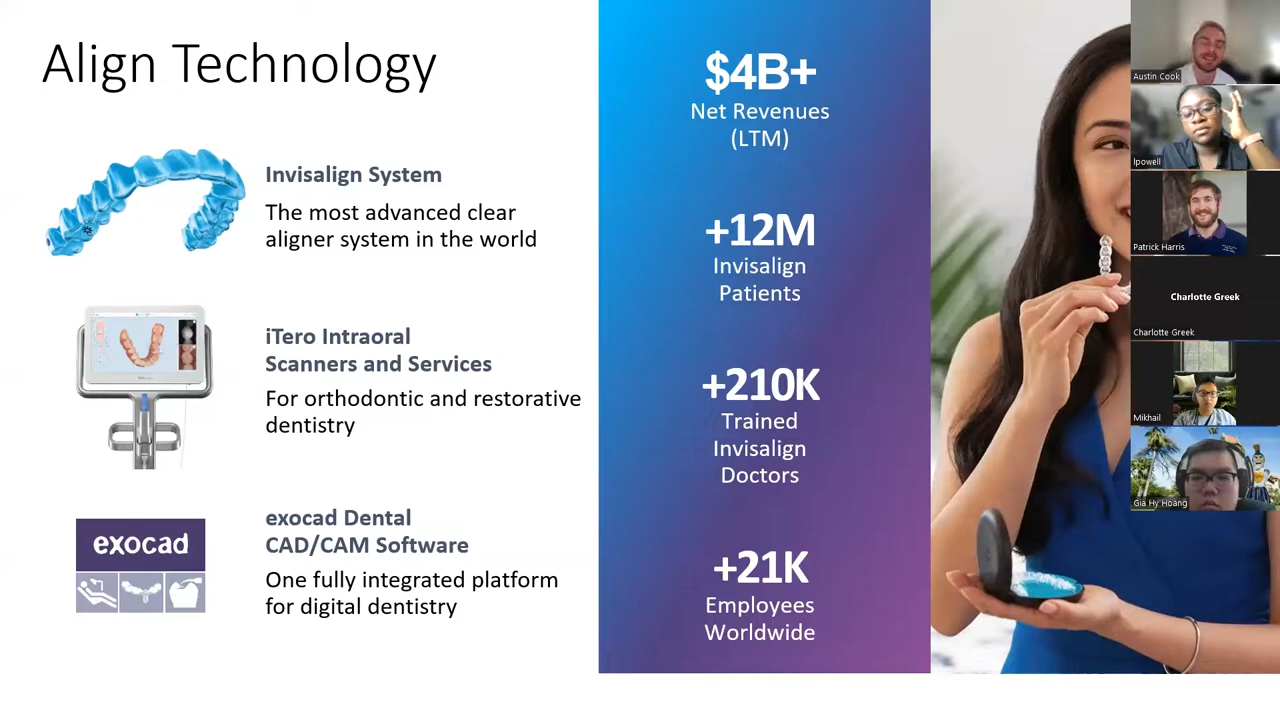 Align Technology
Invisalign System
The most advanced clear
aligner system in the world
iTero Intraoral
Scanners and Services
For orthodontic and restorative
dentistry
exocad
exocad Dental
CAD/CAM Software
One fully integrated platform
for digital dentistry
$4B+
Net Revenues
(LTM)
+12M
Invisalign
Patients
+210K
Trained
Invisalign
Doctors
+21K
Employees
Worldwide
Austin Cook
lpowell
Patrick Harris
Charlotte Greek
Charlotte Greek
Mikhail
Gia Hy Hoang